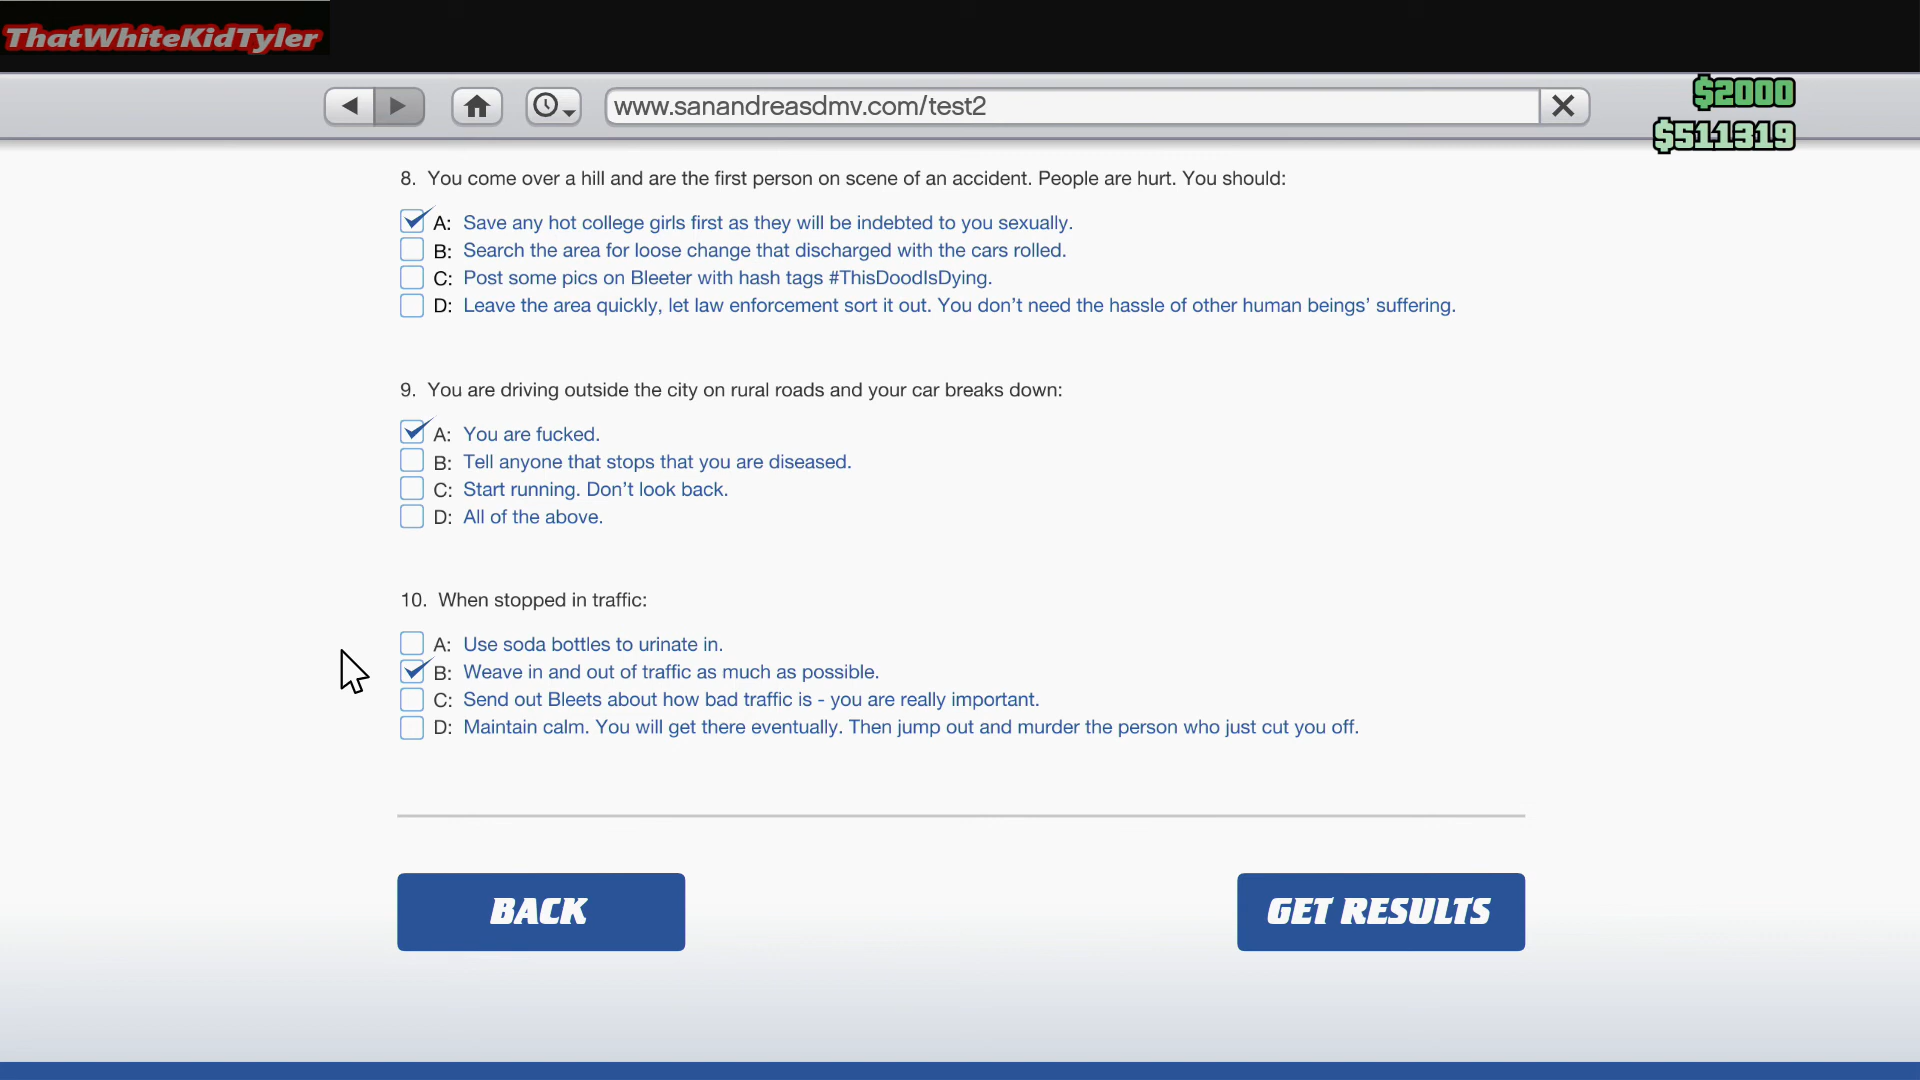 ThatWhiteKidTyler
www.sanandreasdmv.com/test2
$2000
$511319
8. You come over a hill and are the first person on scene of an accident. People are hurt. You should:
A: Save any hot college girls first as they will be indebted to you sexually.
B: Search the area for loose change that discharged with the cars rolled.
C: Post some pics on Bleeter with hash tags #ThisDoodIsDying.
D: Leave the area quickly, let law enforcement sort it out. You don’t need the hassle of other human beings’ suffering.
9. You are driving outside the city on rural roads and your car breaks down:
A: You are fucked.
B: Tell anyone that stops that you are diseased.
C: Start running. Don’t look back.
D: All of the above.
10. When stopped in traffic:
A: Use soda bottles to urinate in.
B: Weave in and out of traffic as much as possible.
C: Send out Bleets about how bad traffic is - you are really important.
D: Maintain calm. You will get there eventually. Then jump out and murder the person who just cut you off.
BACK
GET RESULTS